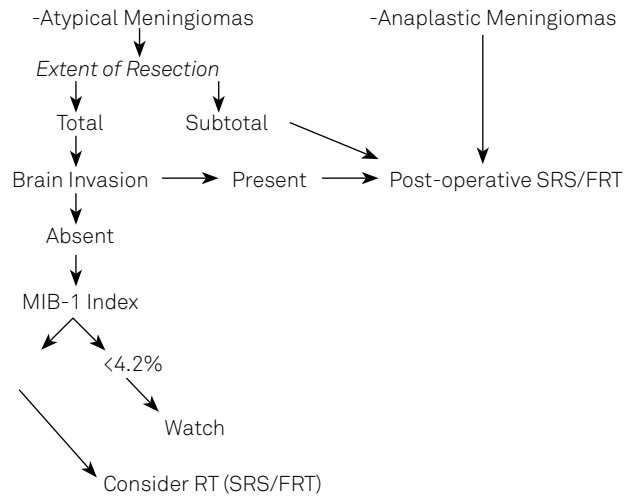 -Atypical Meningiomas
-Anaplastic Meningiomas
Extent of Resection
Total
Subtotal
Brain Invasion
Present
Post-operative SRS/FRT
Absent
MIB-1 Index
<4.2%
Watch
Consider RT (SRS/FRT)